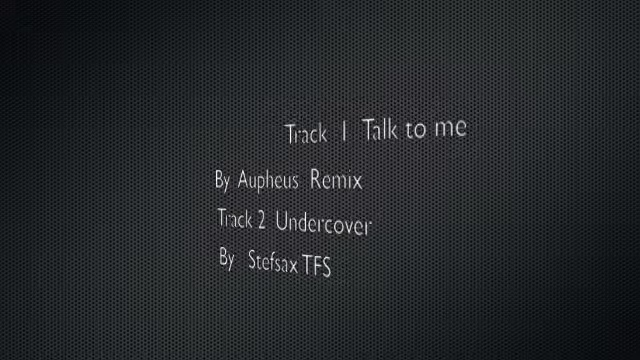 Track 1 Talk to me
By Aupheus Remix
Track 2 Undercover
By Stefsax TFS